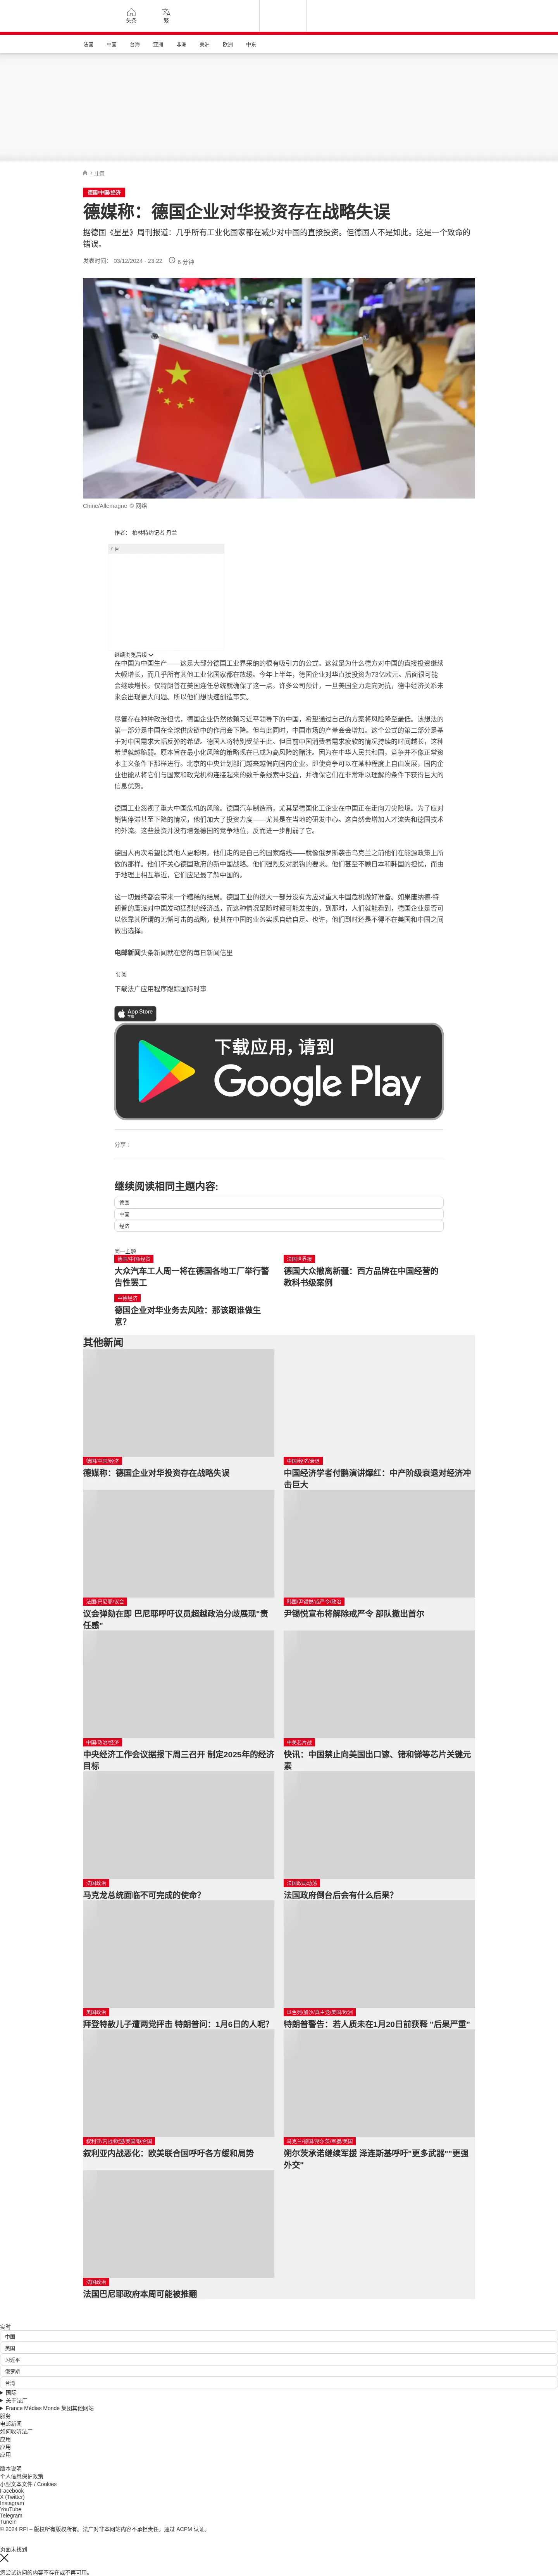 头条
繁
法国
中国
台海
亚洲
非洲
美洲
欧洲
中东
/ 中国
德国/中国/经济
德媒称：德国企业对华投资存在战略失误
据德国《星星》周刊报道：几乎所有工业化国家都在减少对中国的直接投资。但德国人不是如此。这是一个致命的
错误。
发表时间： 03/12/2024 - 23:22
6 分钟
Chine/Allemagne © 网络
作者： 柏林特约记者 丹兰
广告
继续浏览后续
在中国为中国生产——这是大部分德国工业界采纳的很有吸引力的公式。这就是为什么德方对中国的直接投资继续
大幅增长，而几乎所有其他工业化国家都在放缓。今年上半年，德国企业对华直接投资为73亿欧元。后面很可能
会继续增长。仅特朗普在美国连任总统就确保了这一点。许多公司预计，一旦美国全力走向对抗，德中经济关系未
来会出现更大问题。所以他们想快速创造事实。
尽管存在种种政治担忧，德国企业仍然依赖习近平领导下的中国，希望通过自己的方案将风险降至最低。该想法的
第一部分是中国在全球供应链中的作用会下降。但与此同时，中国市场的产量会会增加。这个公式的第二部分是基
于对中国需求大幅反弹的希望。德国人将特别受益于此。但目前中国消费者需求疲软的情况持续的时间越长，这种
希望就越脆弱。原本旨在最小化风险的策略现在已成为高风险的赌注。因为在中华人民共和国，竞争并不像正常资
本主义条件下那样进行。北京的中央计划部门越来越偏向国内企业。即使竞争可以在某种程度上自由发展，国内企
业也能从将它们与国家和政党机构连接起来的数千条线索中受益，并确保它们在非常难以理解的条件下获得巨大的
信息优势。
德国工业忽视了重大中国危机的风险。德国汽车制造商，尤其是德国化工企业在中国正在走向刀尖险境。为了应对
销售停滞甚至下降的情况，他们加大了投资力度——尤其是在当地的研发中心。这自然会增加人才流失和德国技术
的外流。这些投资并没有增强德国的竞争地位，反而进一步削弱了它。
德国人再次希望比其他人更聪明。他们走的是自己的国家路线——就像俄罗斯袭击乌克兰之前他们在能源政策上所
做的那样。他们不关心德国政府的新中国战略。他们强烈反对脱钩的要求。他们甚至不顾日本和韩国的担忧，而由
于地理上相互靠近，它们应是最了解中国的。
这一切最终都会带来一个糟糕的结局。德国工业的很大一部分没有为应对重大中国危机做好准备。如果唐纳德·特
朗普的鹰派对中国发动猛烈的经济战，而这种情况是随时都可能发生的，到那时，人们就能看到，德国企业是否可
以依靠其所谓的无懈可击的战略，使其在中国的业务实现自给自足。也许，他们到时还是不得不在美国和中国之间
做出选择。
电邮新闻头条新闻就在您的每日新闻信里
订阅
下载法广应用程序跟踪国际时事
App Store
下载
下载应用，请到
Google Play
分享 :
继续阅读相同主题内容:
德国
中国
经济
同一主题
德国/中国/经贸
大众汽车工人周一将在德国各地工厂举行警
告性罢工
法国世界报
德国大众撤离新疆：西方品牌在中国经营的
教科书级案例
中德经济
德国企业对华业务去风险：那该跟谁做生
意？
其他新闻
德国/中国/经济
德媒称：德国企业对华投资存在战略失误
中国/经济/衰退
中国经济学者付鹏演讲爆红：中产阶级衰退对经济冲
击巨大
法国/巴尼耶/议会
议会弹劾在即 巴尼耶呼吁议员超越政治分歧展现"责
任感"
韩国/尹锡悦/戒严令/政治
尹锡悦宣布将解除戒严令 部队撤出首尔
中国/政治/经济
中央经济工作会议据报下周三召开 制定2025年的经济
目标
中美芯片战
快讯：中国禁止向美国出口镓、锗和锑等芯片关键元
素
法国政治
马克龙总统面临不可完成的使命？
法国政局动荡
法国政府倒台后会有什么后果？
美国政治
拜登特赦儿子遭两党抨击 特朗普问：1月6日的人呢？
以色列/加沙/真主党/美国/欧洲
特朗普警告：若人质未在1月20日前获释 "后果严重"
叙利亚/内战/欧盟/美国/联合国
叙利亚内战恶化：欧美联合国呼吁各方缓和局势
乌克兰/德国/朔尔茨/军援/美国
朔尔茨承诺继续军援 泽连斯基呼吁"更多武器""更强
外交"
法国政治
法国巴尼耶政府本周可能被推翻
实时
中国
美国
习近平
俄罗斯
台湾
国际
关于法广
France Médias Monde 集团其他网站
服务
电邮新闻
如何收听法广
应用
应用
应用
版本说明
个人信息保护政策
小型文本文件 / Cookies
Facebook
X (Twitter)
Instagram
YouTube
Telegram
TuneIn
© 2024 RFI – 版权所有版权所有。法广对非本网站内容不承担责任。通过 ACPM 认证。
页面未找到
您尝试访问的内容不存在或不再可用。